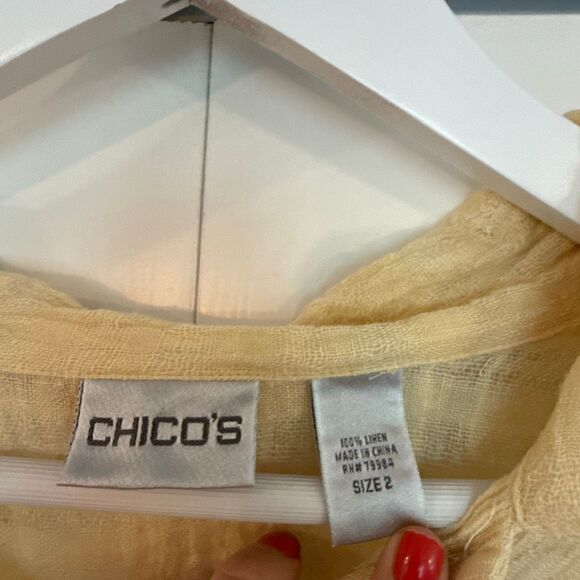 CHICO'S
100% LINEN
MADE IN CHINA
RN# 79984
SIZE 2